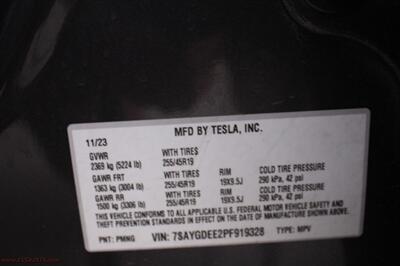 MFD BY TESLA, INC.
11/23
GVWR WITH TIRES
2369 kg (5224 lb) 255/45R19
GAWR FRT WITH TIRES RIM COLD TIRE PRESSURE
1363 kg (3004 lb) 255/45R19 19X9.5J 290 kPa, 42 psi
GAWR RR WITH TIRES RIM COLD TIRE PRESSURE
1500 kg (3306 lb) 255/45R19 19X9.5J 290 kPa, 42 psi
THIS VEHICLE CONFORMS TO ALL APPLICABLE FEDERAL MOTOR VEHICLE SAFETY AND
THEFT PREVENTION STANDARDS IN EFFECT ON THE DATE OF MANUFACTURE SHOWN ABOVE.
PNT: PMNG VIN: 7SAYGDEE2PF919328 TYPE: MPV